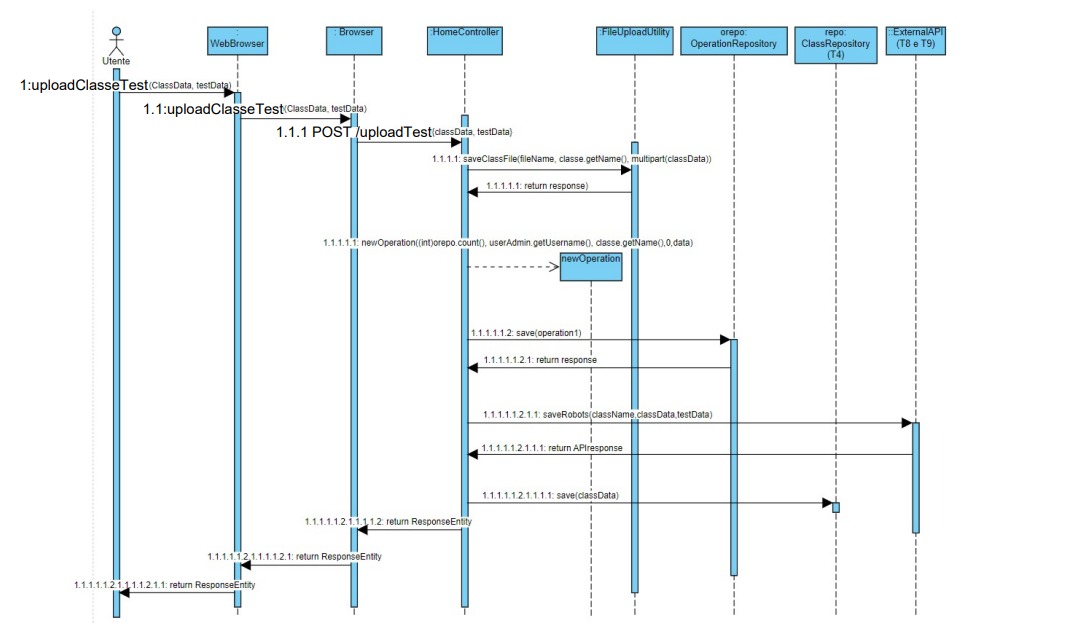 :
WebBrowser
: Browser
:HomeController
:FileUploadUtility
orepo:
OperationRepository
repo:
ClassRepository
(T4)
:ExternalAPI
(T8 e T9)
Utente
1:uploadClasseTest(ClassData, testData)
1.1:uploadClasseTest(ClassData, testData)
1.1.1 POST /uploadTest(classData, testData)
1.1.1.1: saveClassFile(fileName, classe.getName(), multipart(classData))
1.1.1.1.1: return response)
1.1.1.1.1: newOperation((int)orepo.count(), userAdmin.getUsername(), classe.getName(),0,data)
newOperation
1.1.1.1.1.2: save(operation1)
1.1.1.1.1.2.1: return response
1.1.1.1.1.2.1.1: saveRobots(className,classData,testData)
1.1.1.1.1.2.1.1.1: return APIresponse
1.1.1.1.1.2.1.1.1.1: save(classData)
1.1.1.1.1.2.1.1.1.1.2: return ResponseEntity
1.1.1.1.1.2.1.1.1.1.2.1: return ResponseEntity
1.1.1.1.1.2.1.1.1.1.2.1.1: return ResponseEntity